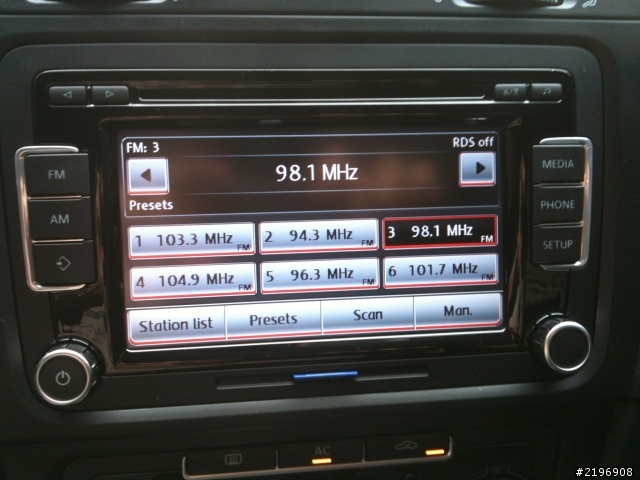 FM: 3
RDS off
98.1 MHz
Presets
1 103.3 MHz FM
2 94.3 MHz FM
3 98.1 MHz FM
4 104.9 MHz FM
5 96.3 MHz FM
6 101.7 MHz FM
Station list
Presets
Scan
Man.
FM
AM
MEDIA
PHONE
SETUP
AC
#2196908